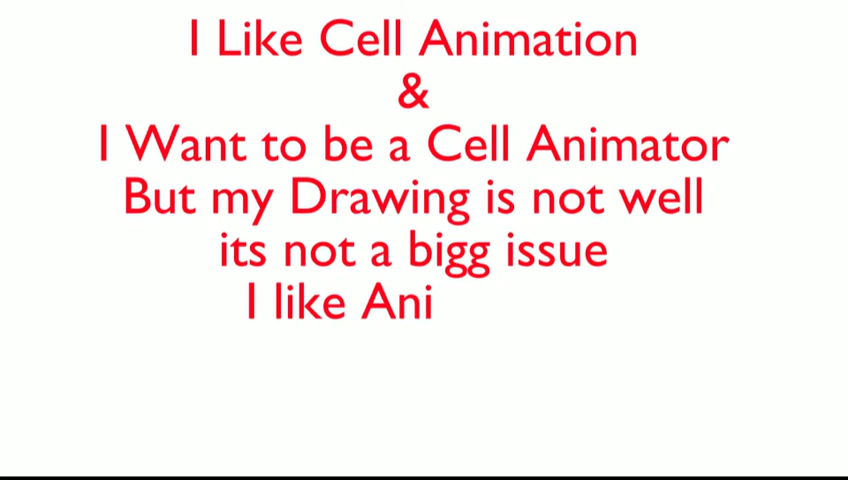 I Like Cell Animation
&
I Want to be a Cell Animator
But my Drawing is not well
its not a bigg issue
I like Ani